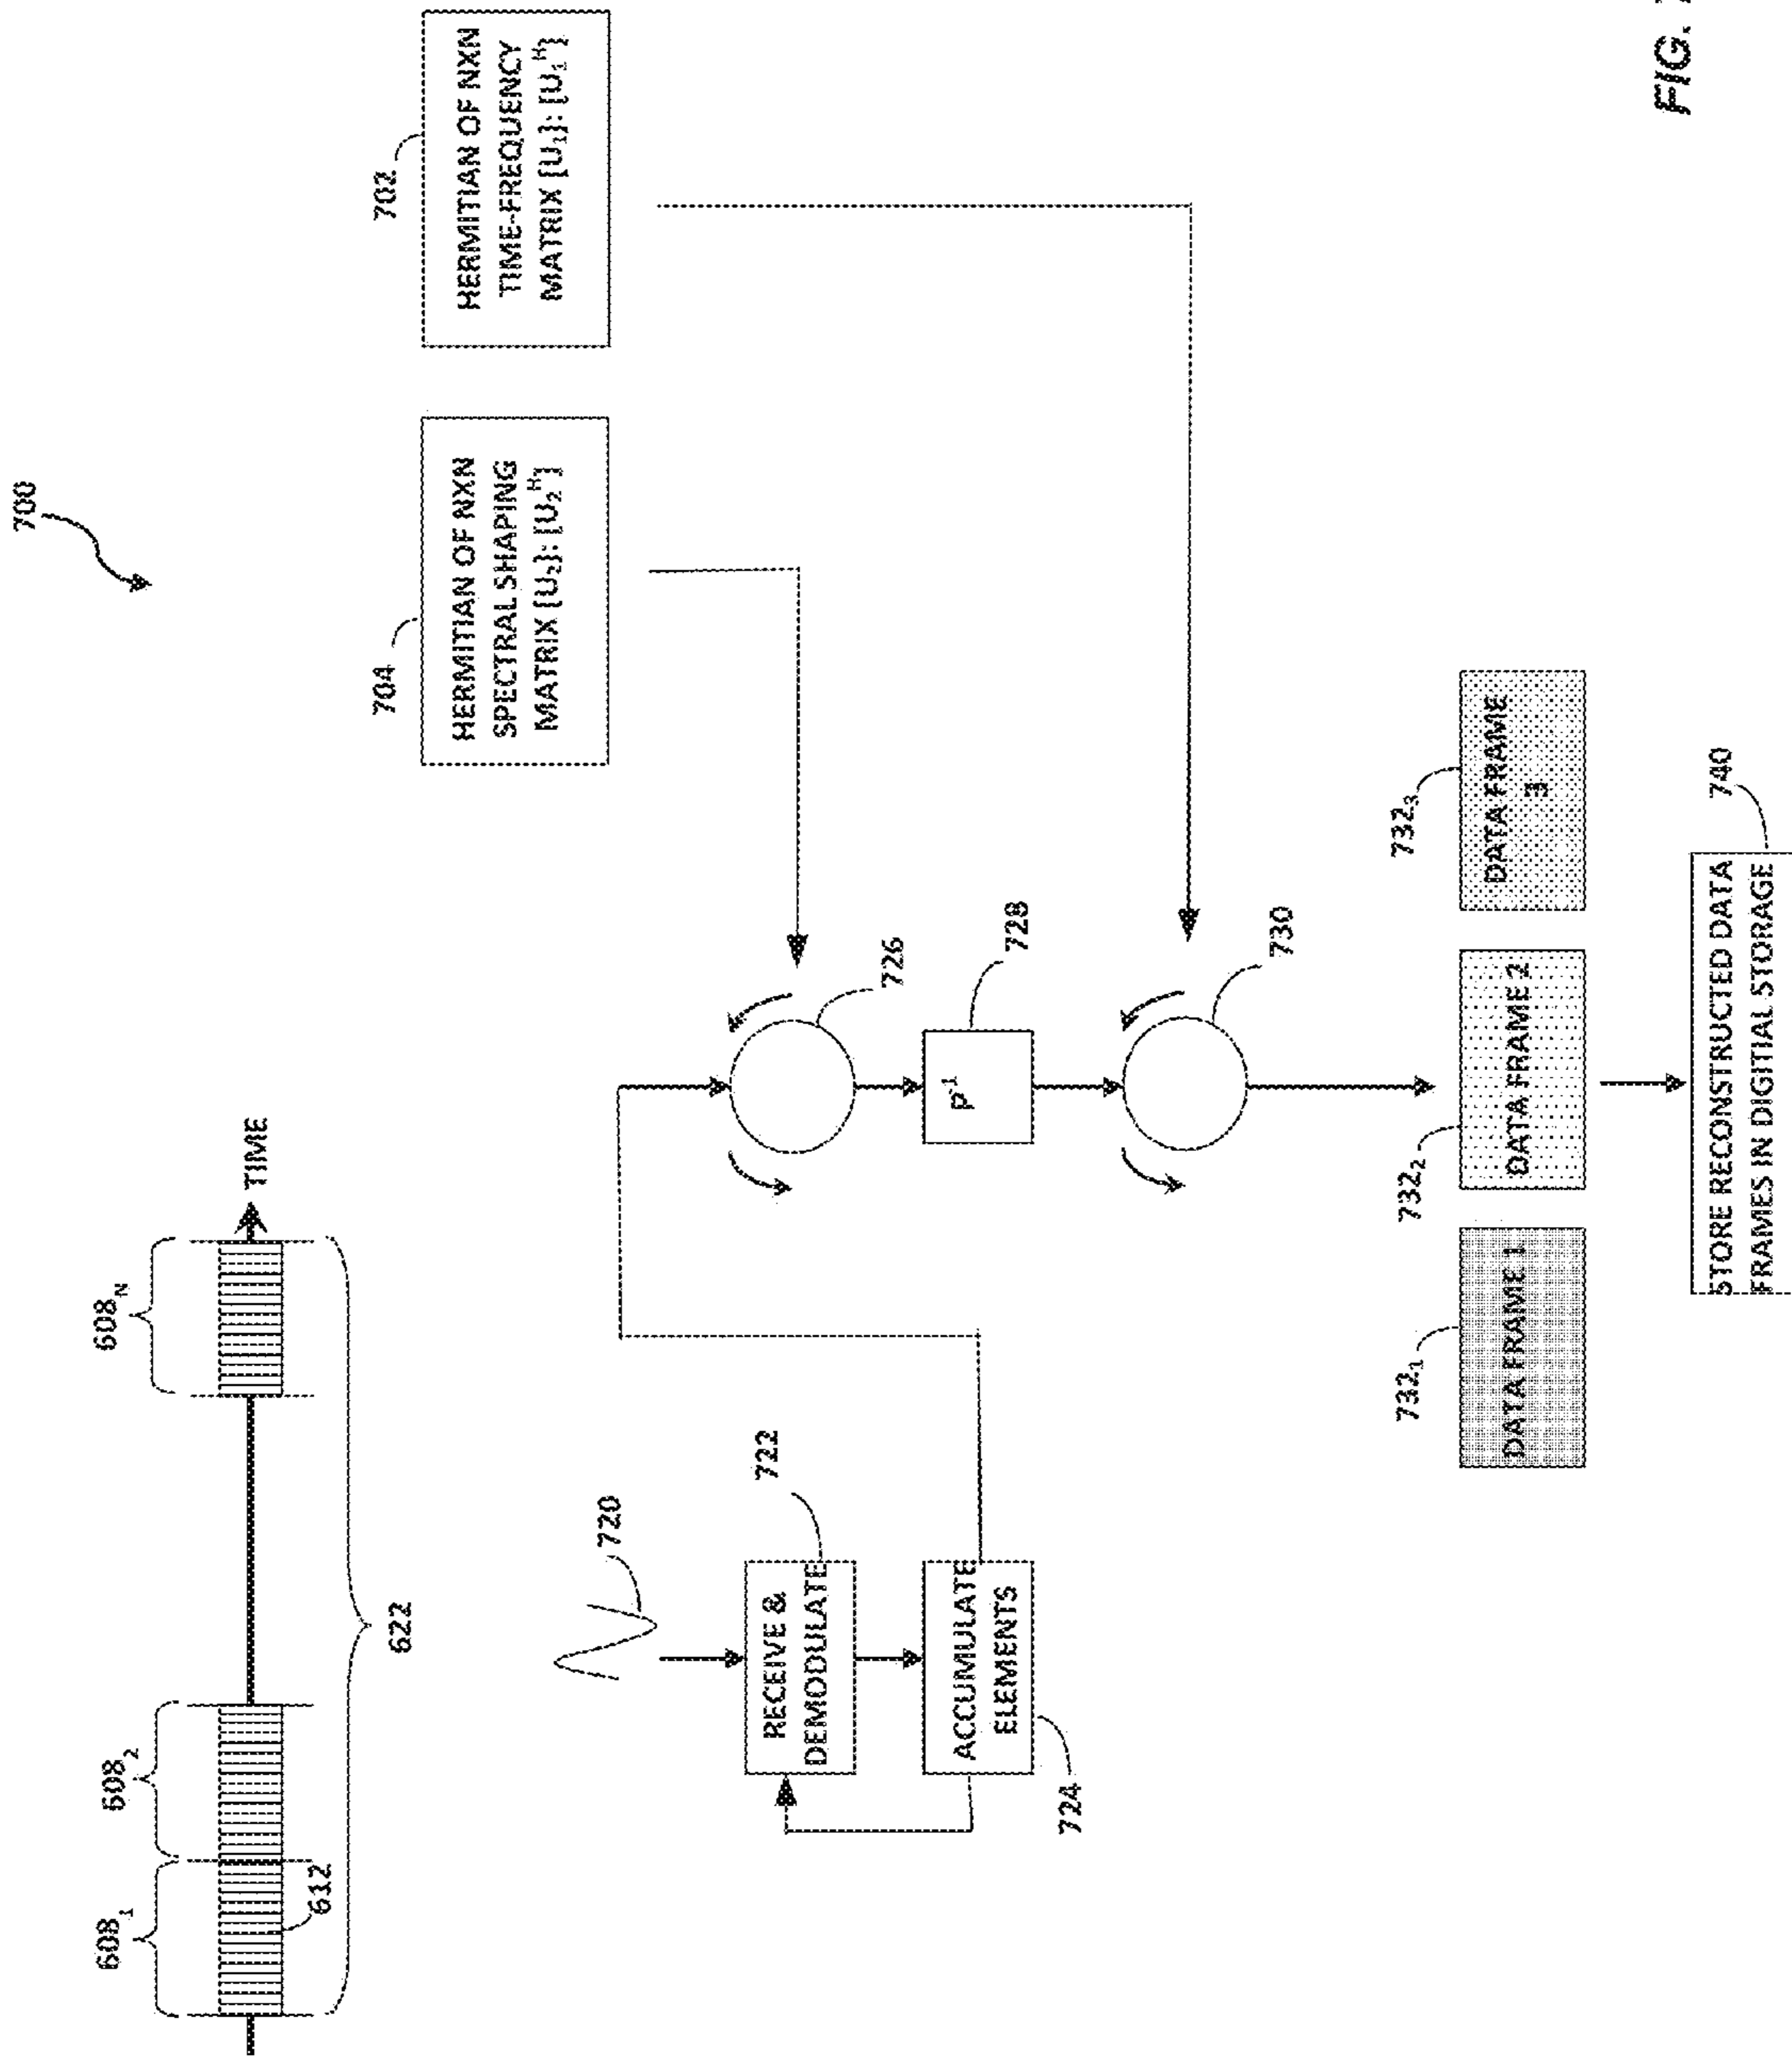 700
608₁
608₂
608_N
TIME
612
622
704
702
HERMITIAN OF NXN
SPECTRAL SHAPING
MATRIX [U₂]: [U₂ᴴ]
HERMITIAN OF NXN
TIME-FREQUENCY
MATRIX [U₁]: [U₁ᴴ]
720
722
RECEIVE &
DEMODULATE
ACCUMULATE
ELEMENTS
724
726
P⁻¹
728
730
732₁
732₂
732₃
DATA FRAME 1
DATA FRAME 2
DATA FRAME
3
740
STORE RECONSTRUCTED DATA
FRAMES IN DIGITIAL STORAGE
FIG.